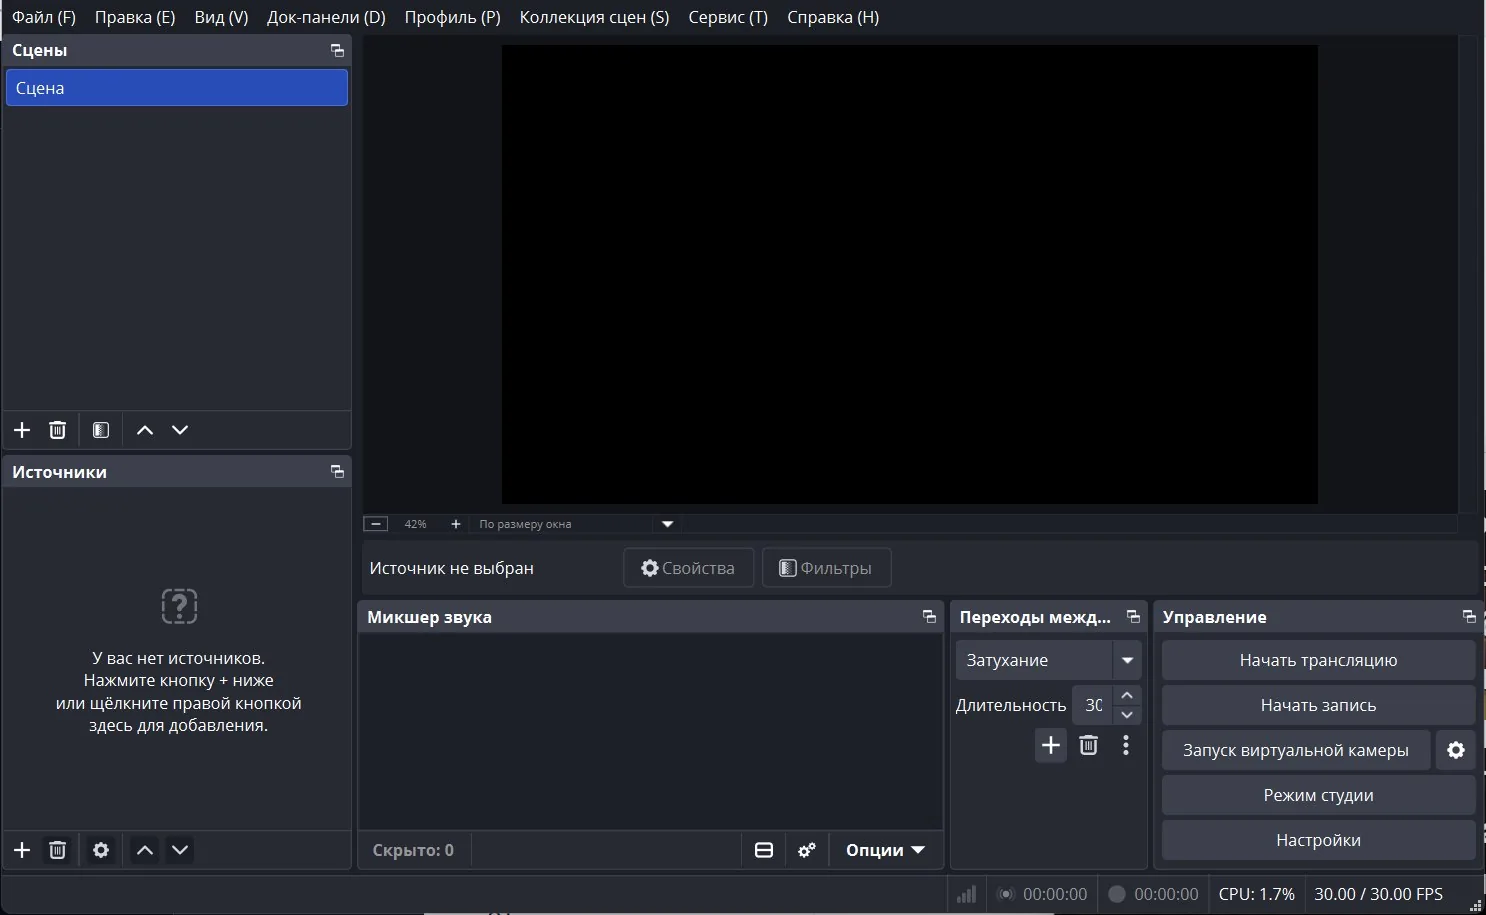 Файл (F) Правка (E) Вид (V) Док-панели (D) Профиль (P) Коллекция сцен (S) Сервис (T) Справка (H)
Сцены
Сцена
Источники
У вас нет источников.
Нажмите кнопку + ниже
или щёлкните правой кнопкой
здесь для добавления.
42% По размеру окна
Источник не выбран Свойства Фильтры
Микшер звука
Скрыто: 0 Опции
Переходы межд...
Затухание
Длительность 30
Управление
Начать трансляцию
Начать запись
Запуск виртуальной камеры
Режим студии
Настройки
00:00:00 00:00:00 CPU: 1.7% 30.00 / 30.00 FPS